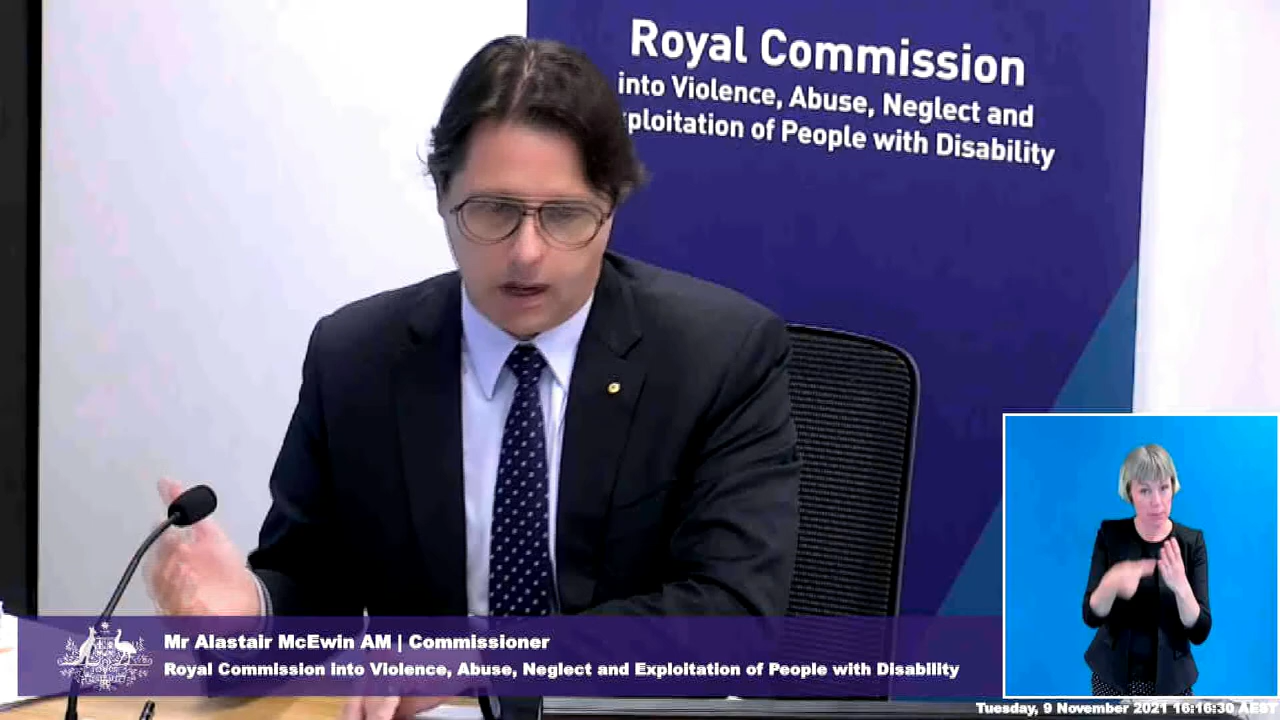 Royal Commission
into Violence, Abuse, Neglect and
ploitation of People with Disability
Mr Alastair McEwin AM | Commissioner
Royal Commission into Violence, Abuse, Neglect and Exploitation of People with Disability
Tuesday, 9 November 2021 16:16:30 AEST